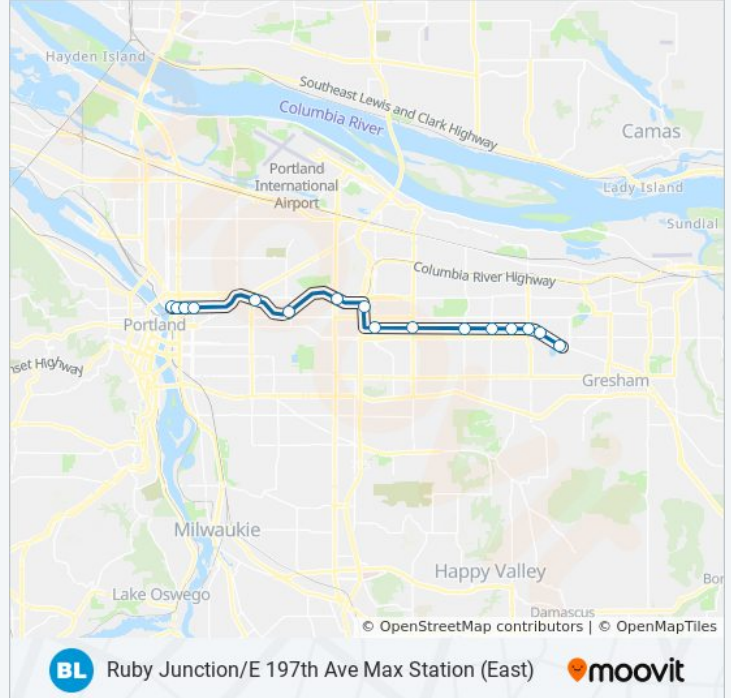 Hayden Island
Southeast Lewis and Clark Highway
Columbia River
Camas
Portland
International
Airport
Lady Island
Sundial
Columbia River Highway
Portland
nset Highway
Gresham
Milwaukie
Happy Valley
Lake Oswego
Bor
Damascus
© OpenStreetMap contributors | © OpenMapTiles
BL Ruby Junction/E 197th Ave Max Station (East) moovit